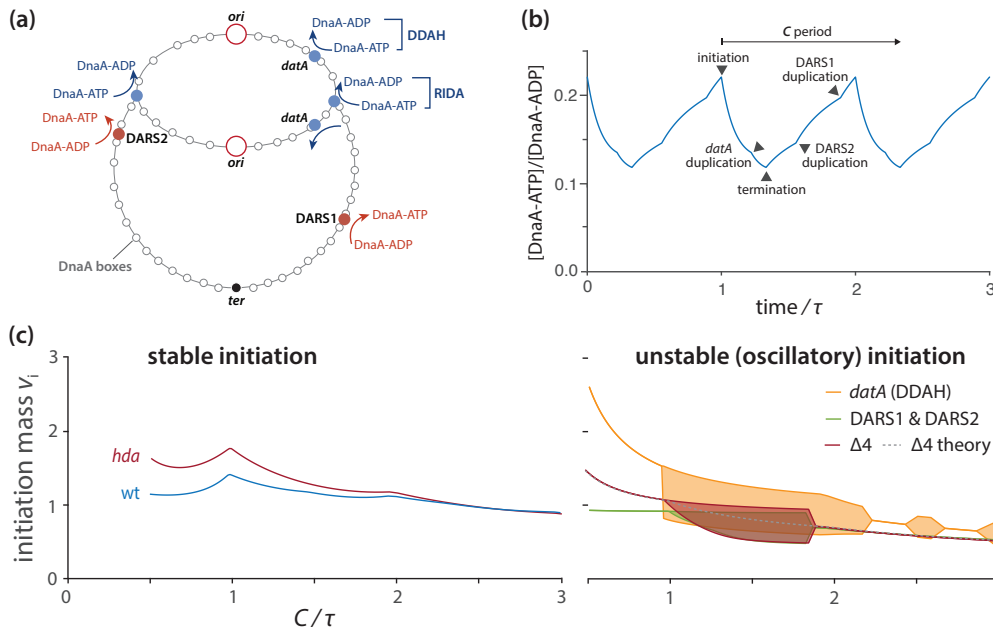 (a)
ori
DnaA-ADP
DDAH
DnaA-ATP
datA
DnaA-ADP
DnaA-ADP
RIDA
DnaA-ATP
DnaA-ATP
datA
DnaA-ATP
DARS2
DnaA-ADP
ori
DARS1
DnaA-ATP
DnaA-ADP
DnaA boxes
ter
(b)
C period
initiation
DARS1
duplication
datA
duplication
DARS2
duplication
termination
[DnaA-ATP]/[DnaA-ADP]
0.2
0.1
0.0
0
1
2
3
time/τ
(c)
stable initiation
initiation mass vi
3
2
1
0
hda
wt
0
1
2
3
C/τ
unstable (oscillatory) initiation
datA (DDAH)
DARS1 & DARS2
Δ4
Δ4 theory
1
2
3